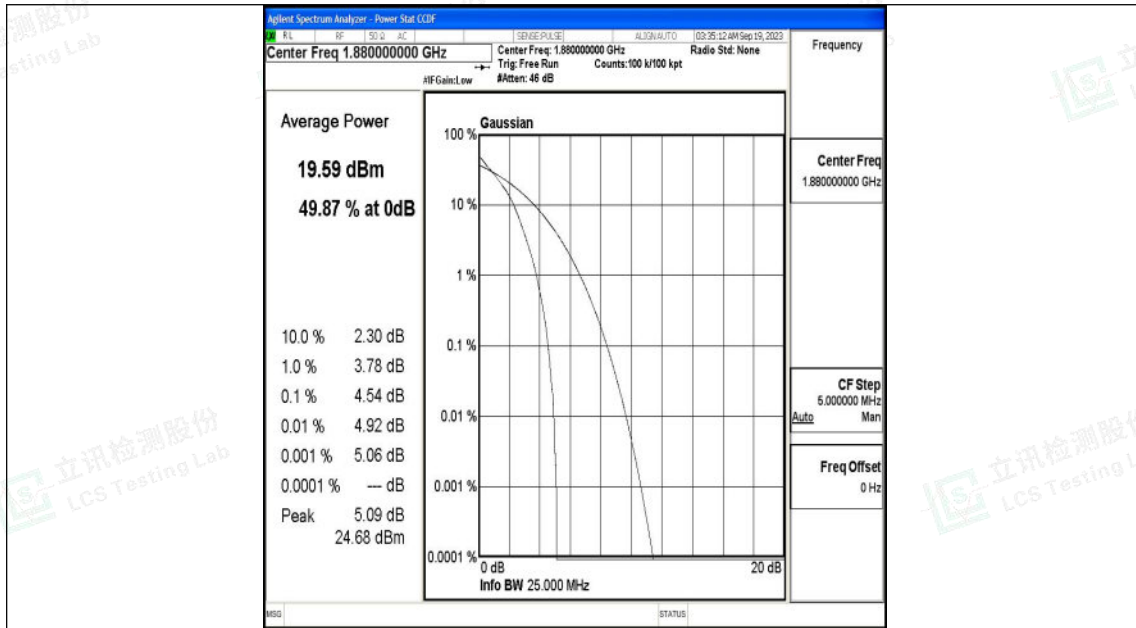 Agilent Spectrum Analyzer - Power Stat CCDF
RL RF 50 Ω AC SENSE:PULSE ALIGNAUTO 03:35:12 AM Sep 19, 2023
Center Freq 1.880000000 GHz
Center Freq: 1.880000000 GHz Radio Std: None
Trig: Free Run Counts:100 k/100 kpt
#IFGain:Low #Atten: 46 dB
Frequency
Average Power
19.59 dBm
49.87 % at 0dB
10.0 % 2.30 dB
1.0 % 3.78 dB
0.1 % 4.54 dB
0.01 % 4.92 dB
0.001 % 5.06 dB
0.0001 % --- dB
Peak 5.09 dB
24.68 dBm
Gaussian
100 %
10 %
1 %
0.1 %
0.01 %
0.001 %
0.0001 %
0 dB 20 dB
Info BW 25.000 MHz
Center Freq
1.880000000 GHz
CF Step
5.000000 MHz
Auto Man
Freq Offset
0 Hz
MSG STATUS
立讯检测股份
LCS Testing Lab
立讯检测股份
LCS Testing L
测股份
sting Lab
立